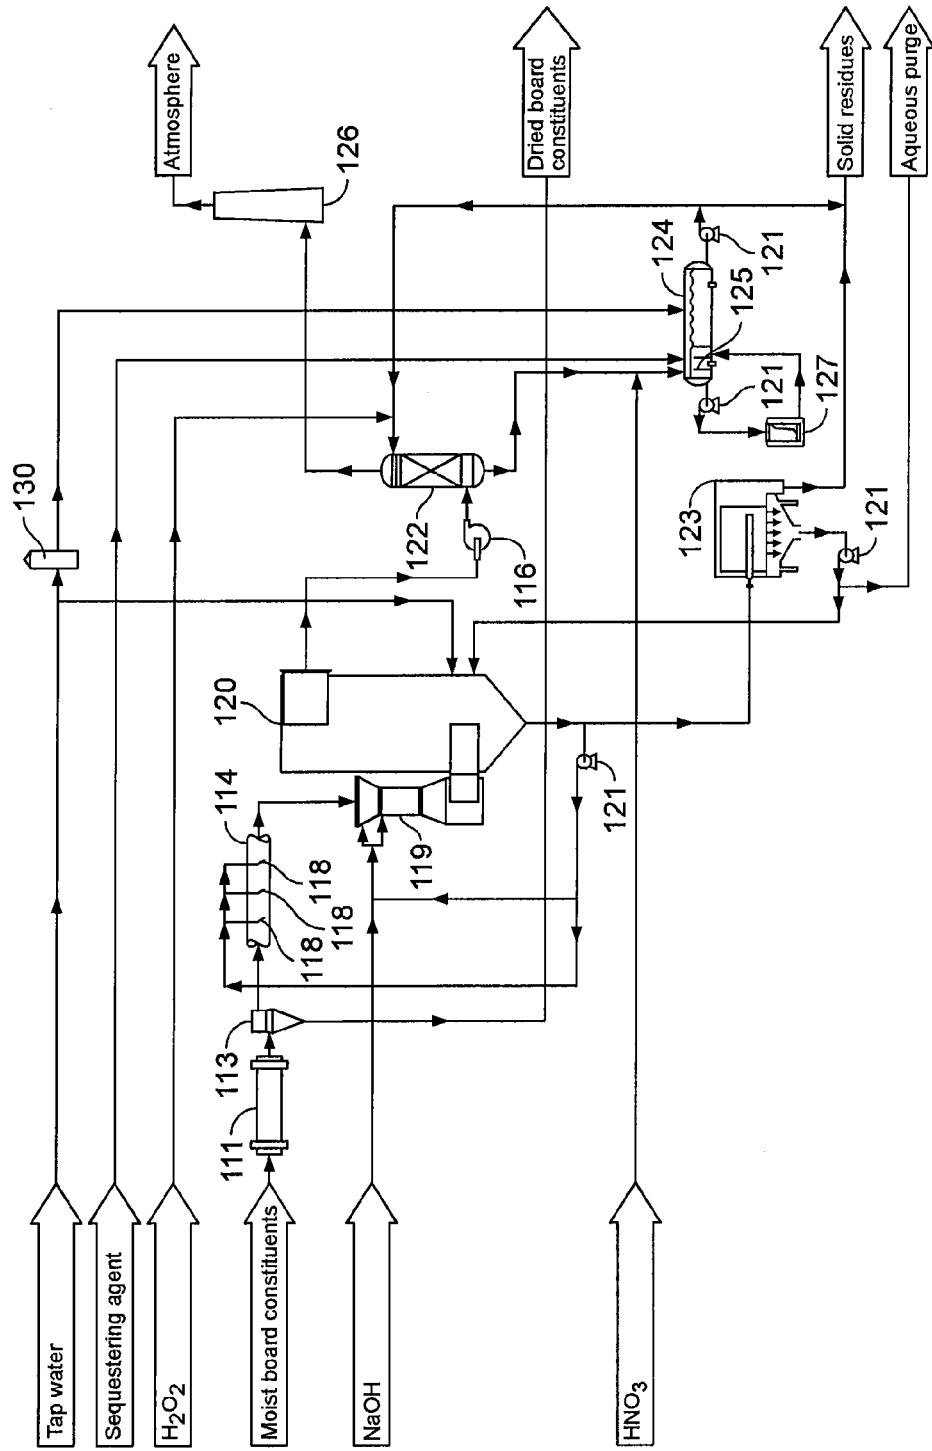 Tap water
Sequestering agent
H₂O₂
Moist board constituents
NaOH
HNO₃
Atmosphere
Dried board
constituents
Solid residues
Aqueous purge
130
126
120
114
118
118
118
113
111
119
116
122
124
125
121
121
127
123
121
121